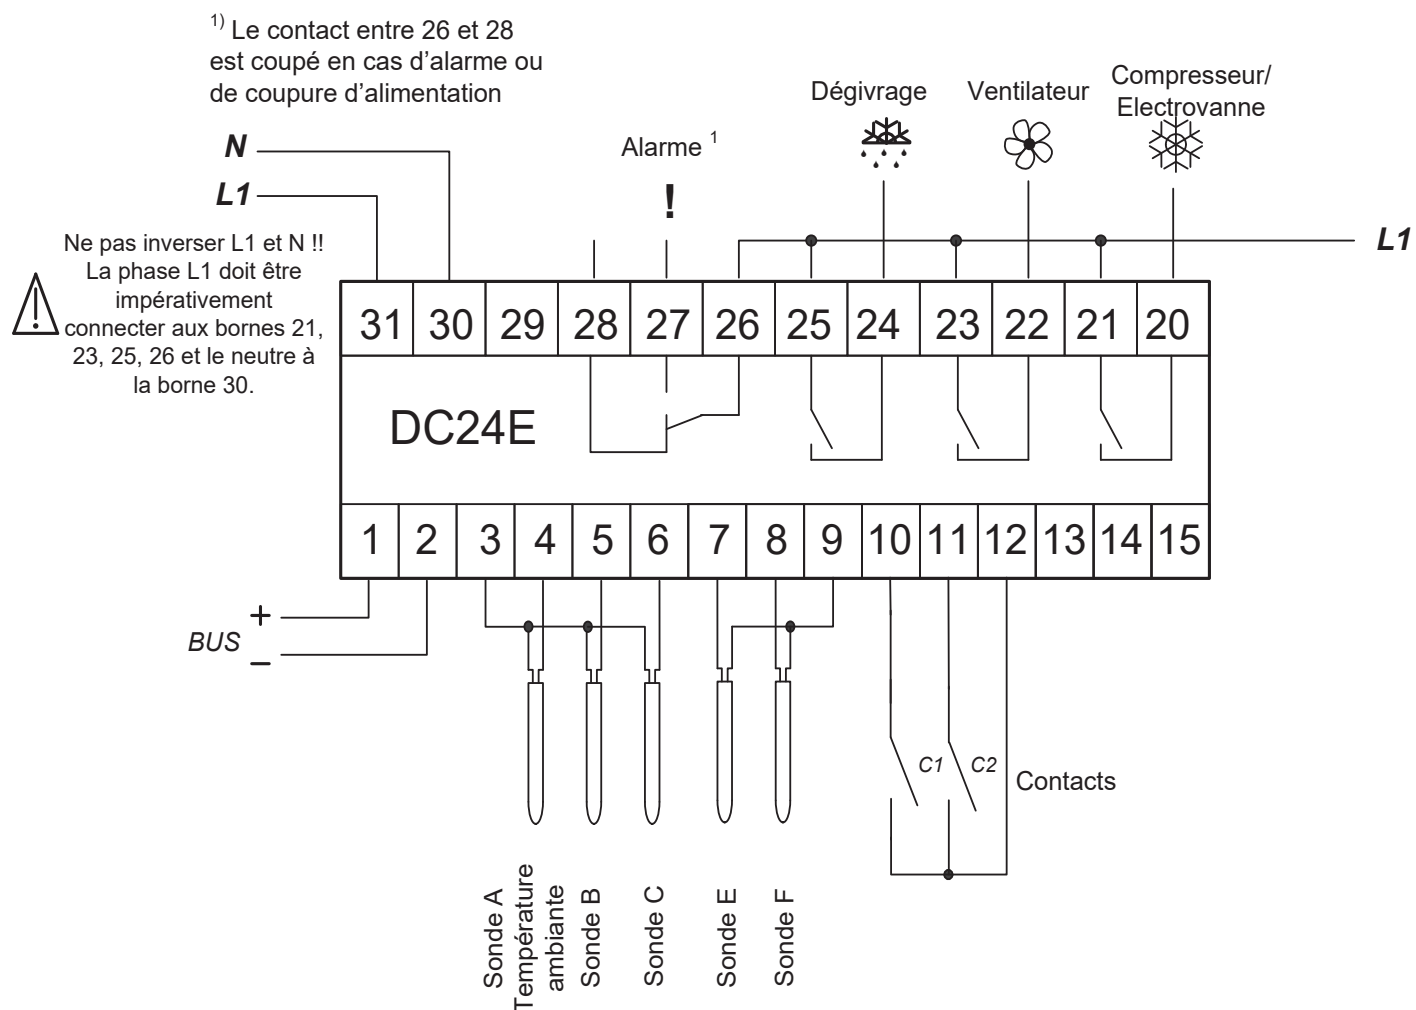 1) Le contact entre 26 et 28
est coupé en cas d’alarme ou
de coupure d’alimentation
N
L1
Ne pas inverser L1 et N !!
La phase L1 doit être
impérativement
connecter aux bornes 21,
23, 25, 26 et le neutre à
la borne 30.
Alarme 1
!
Dégivrage
Ventilateur
Compresseur/
Electrovanne
L1
31 30 29 28 27 26 25 24 23 22 21 20
DC24E
1 2 3 4 5 6 7 8 9 10 11 12 13 14 15
BUS
+
−
C1
C2
Contacts
Sonde A
Température
ambiante
Sonde B
Sonde C
Sonde E
Sonde F